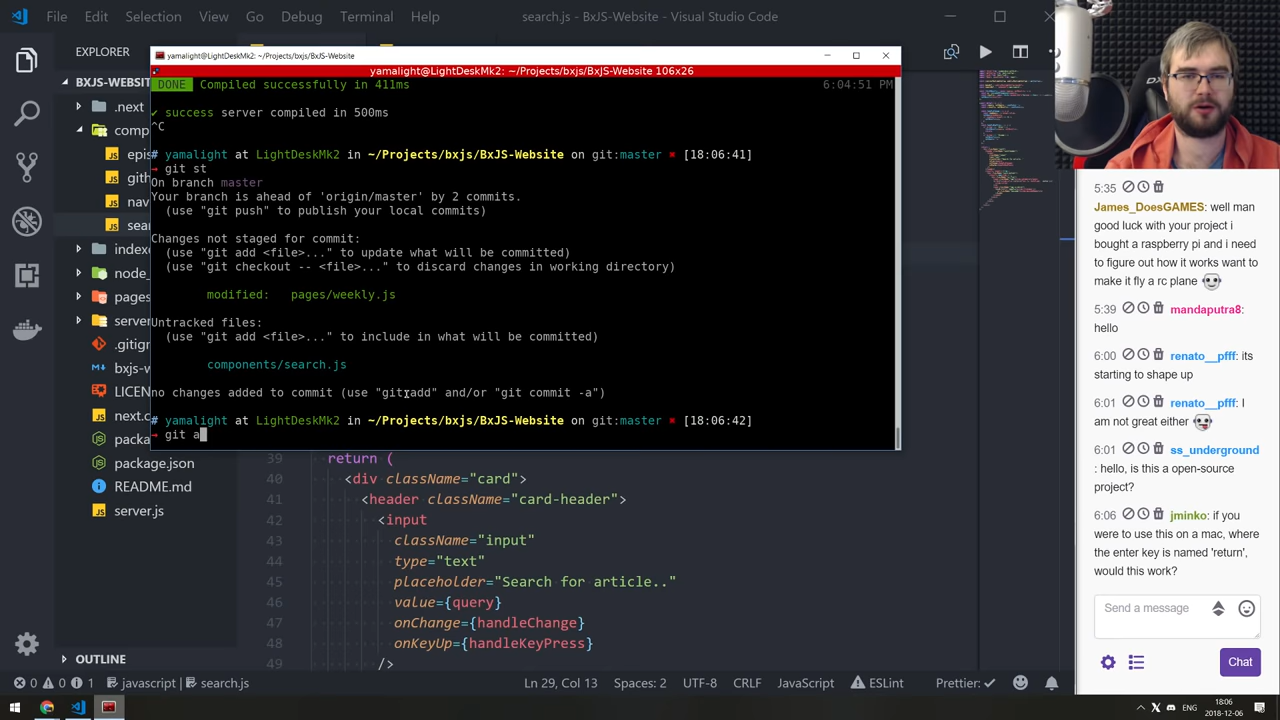 File Edit Selection View Go Debug Terminal Help search.js - BxJS-Website - Visual Studio Code
EXPLORER
BXJS-WEBSIT
.next
comp
epis
gith
nav
sear
index
node_
pages
server
.gitign
bxjs-w
LICEN
next.c
packa
package.json
README.md
server.js
OUTLINE
yamalight@LightDeskMk2: ~/Projects/bxjs/BxJS-Website
yamalight@LightDeskMk2: ~/Projects/bxjs/BxJS-Website 106x26
DONE Compiled successfully in 411ms 6:04:51 PM
✔ success server compiled in 500ms
^C
# yamalight at LightDeskMk2 in ~/Projects/bxjs/BxJS-Website on git:master ✖ [18:06:41]
→ git st
On branch master
Your branch is ahead of 'origin/master' by 2 commits.
(use "git push" to publish your local commits)
Changes not staged for commit:
(use "git add <file>..." to update what will be committed)
(use "git checkout -- <file>..." to discard changes in working directory)
modified: pages/weekly.js
Untracked files:
(use "git add <file>..." to include in what will be committed)
components/search.js
no changes added to commit (use "git add" and/or "git commit -a")
# yamalight at LightDeskMk2 in ~/Projects/bxjs/BxJS-Website on git:master ✖ [18:06:42]
→ git a
39 return (
40 <div className="card">
41 <header className="card-header">
42 <input
43 className="input"
44 type="text"
45 placeholder="Search for article.."
46 value={query}
47 onChange={handleChange}
48 onKeyUp={handleKeyPress}
49 />
0 0 1 javascript search.js Ln 29, Col 13 Spaces: 2 UTF-8 CRLF JavaScript ESLint Prettier: ✓
5:35
James_DoesGAMES: well man
good luck with your project i
bought a raspberry pi and i need
to figure out how it works want to
make it fly a rc plane
5:39 mandaputra8:
hello
6:00 renato__pfff: its
starting to shape up
6:01 renato__pfff: I
am not great either
6:01 ss_underground
: hello, is this a open-source
project?
6:06 jminko: if you
were to use this on a mac, where
the enter key is named 'return',
would this work?
Send a message
Chat
ENG
18:06
2018-12-06